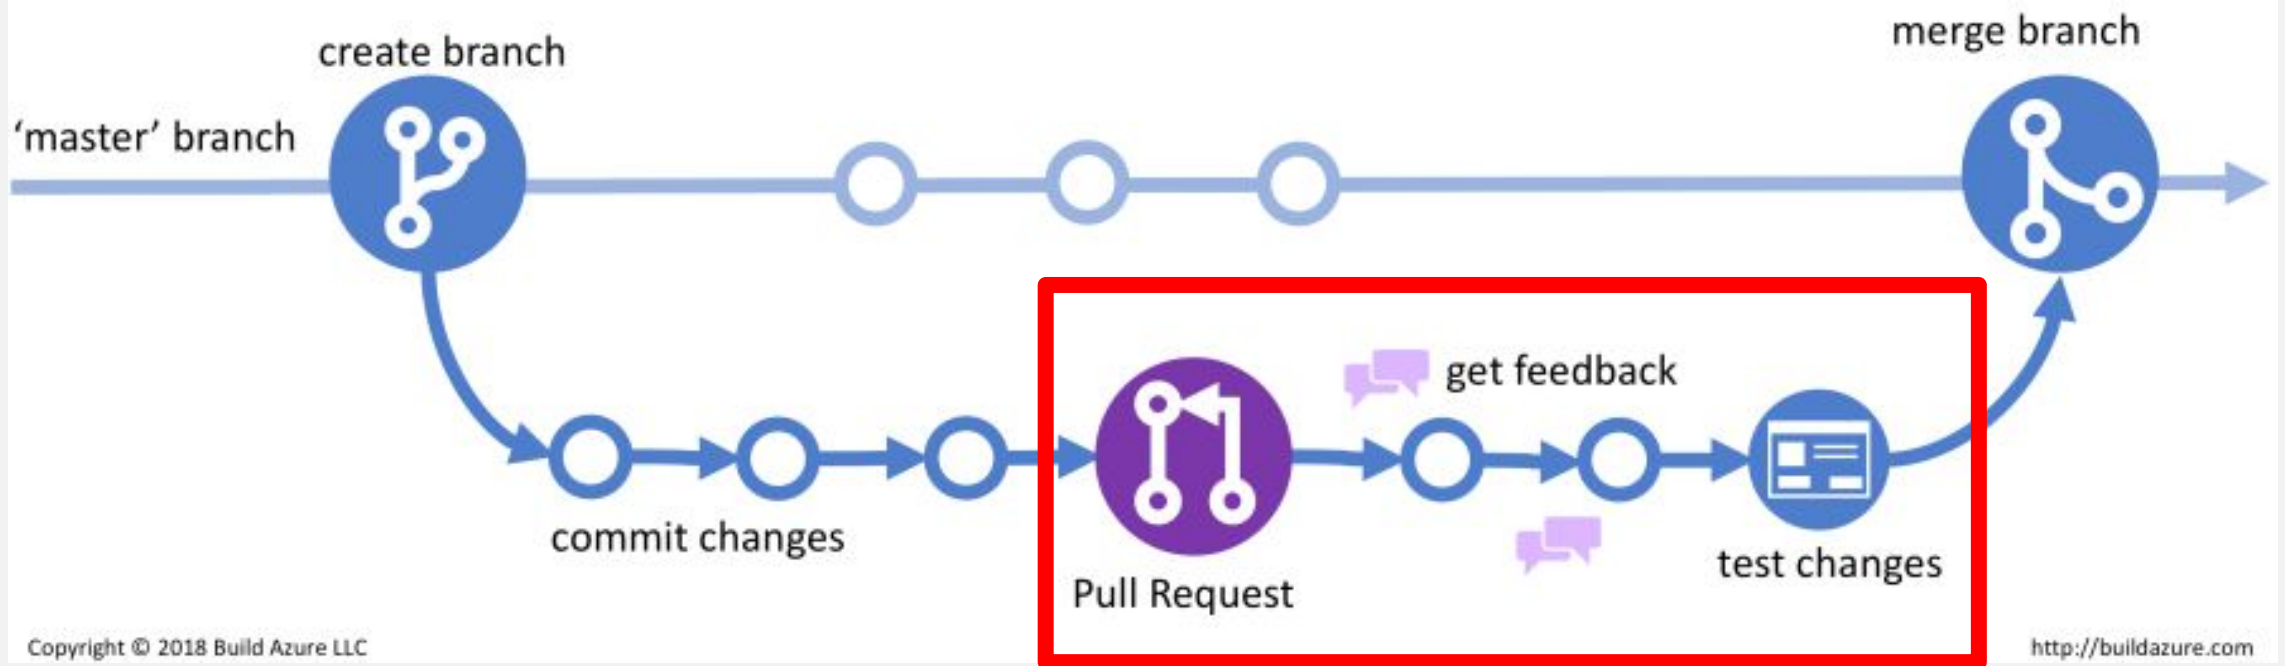 create branch
merge branch
‘master’ branch
get feedback
commit changes
test changes
Pull Request
Copyright © 2018 Build Azure LLC
http://buildazure.com